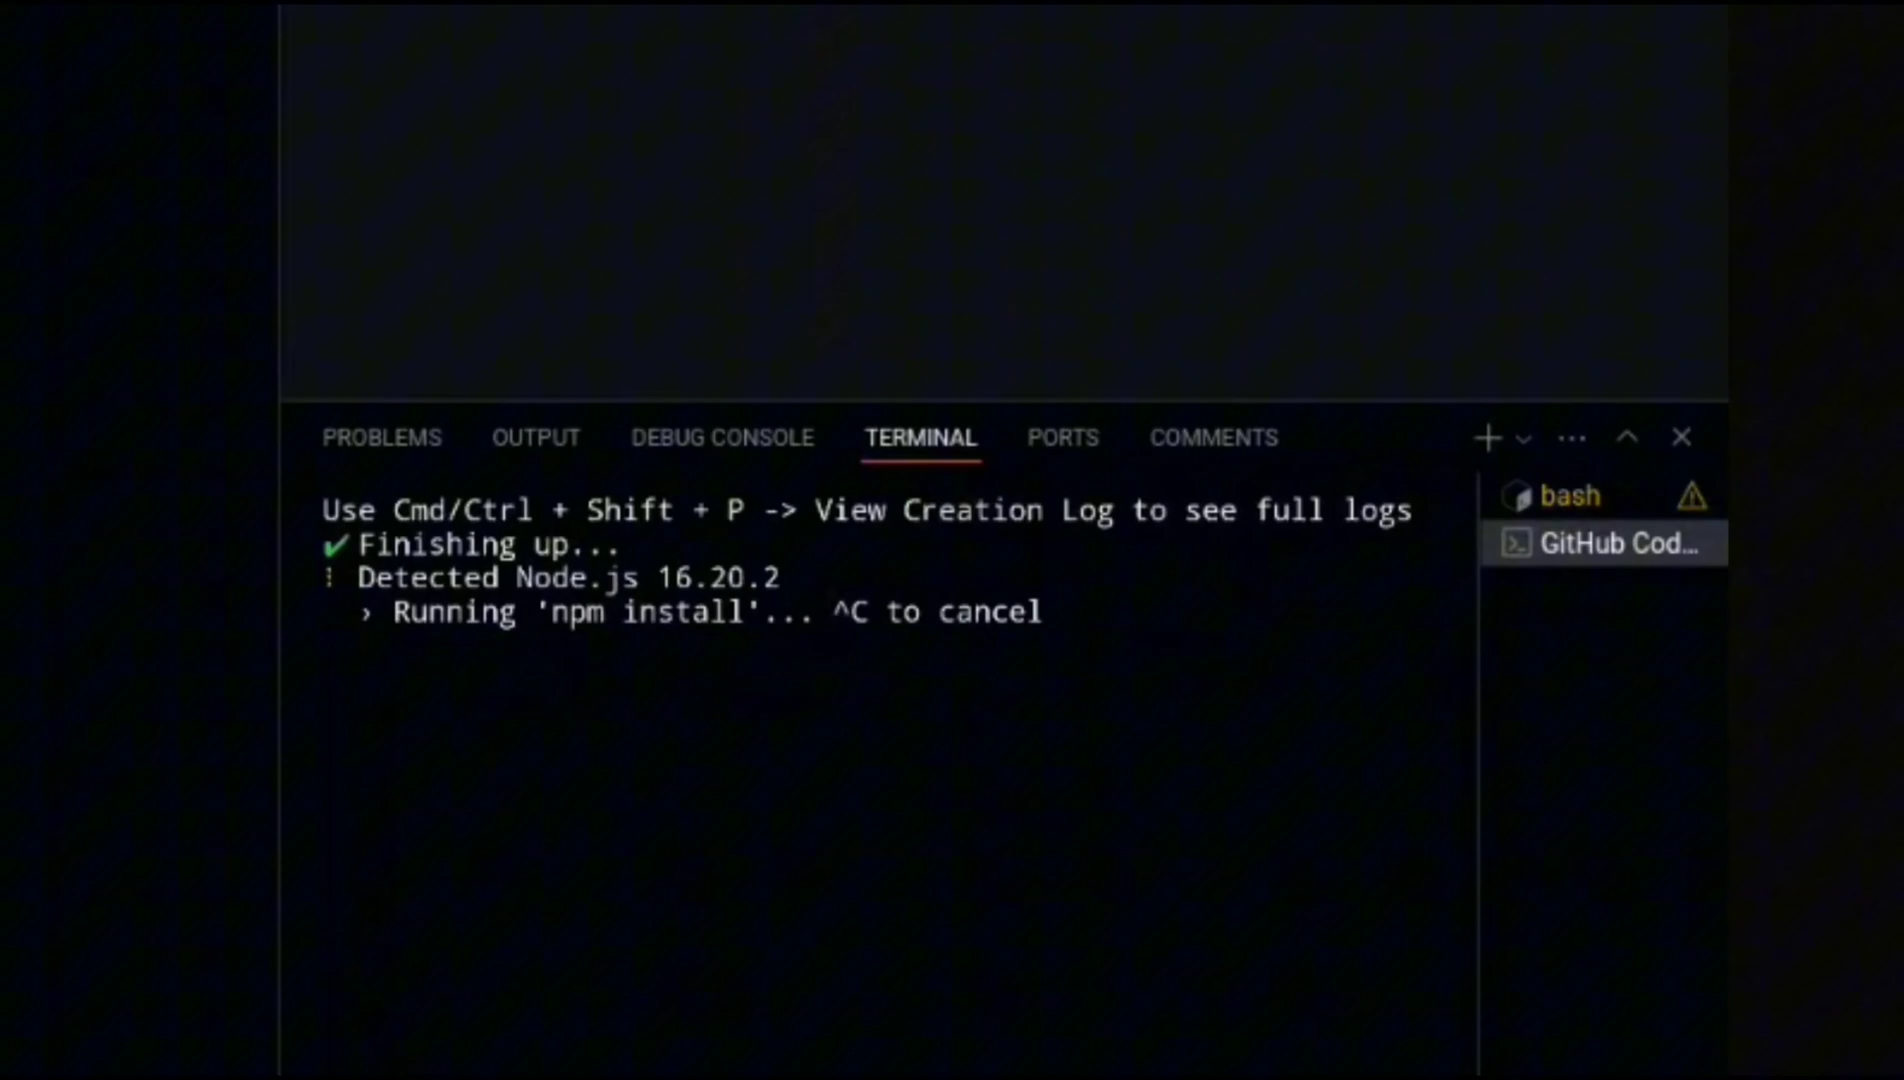 PROBLEMS OUTPUT DEBUG CONSOLE TERMINAL PORTS COMMENTS
Use Cmd/Ctrl + Shift + P -> View Creation Log to see full logs
✔ Finishing up...
⁞ Detected Node.js 16.20.2
› Running 'npm install'... ^C to cancel
bash
GitHub Cod...